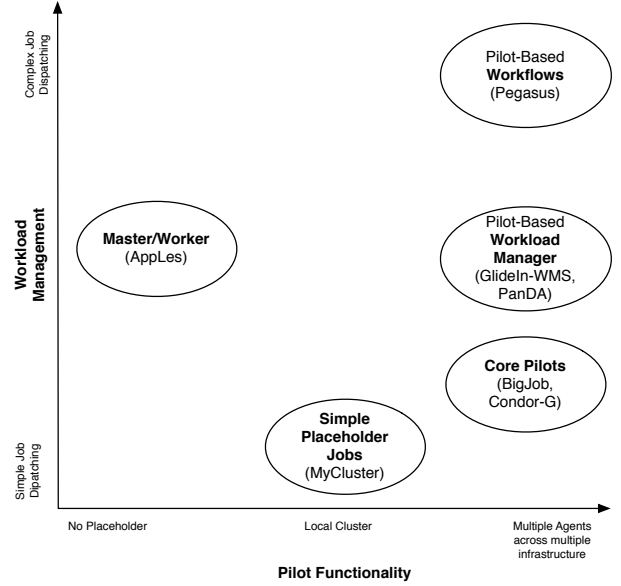 Complex Job
Dispatching
Pilot-Based
Workflows
(Pegasus)
Workload
Management
Master/Worker
(AppLes)
Pilot-Based
Workload
Manager
(GlideIn-WMS,
PanDA)
Core Pilots
(BigJob,
Condor-G)
Simple
Placeholder
Jobs
(MyCluster)
Simple Job
Dipatching
No Placeholder
Local Cluster
Multiple Agents
across multiple
infrastructure
Pilot Functionality